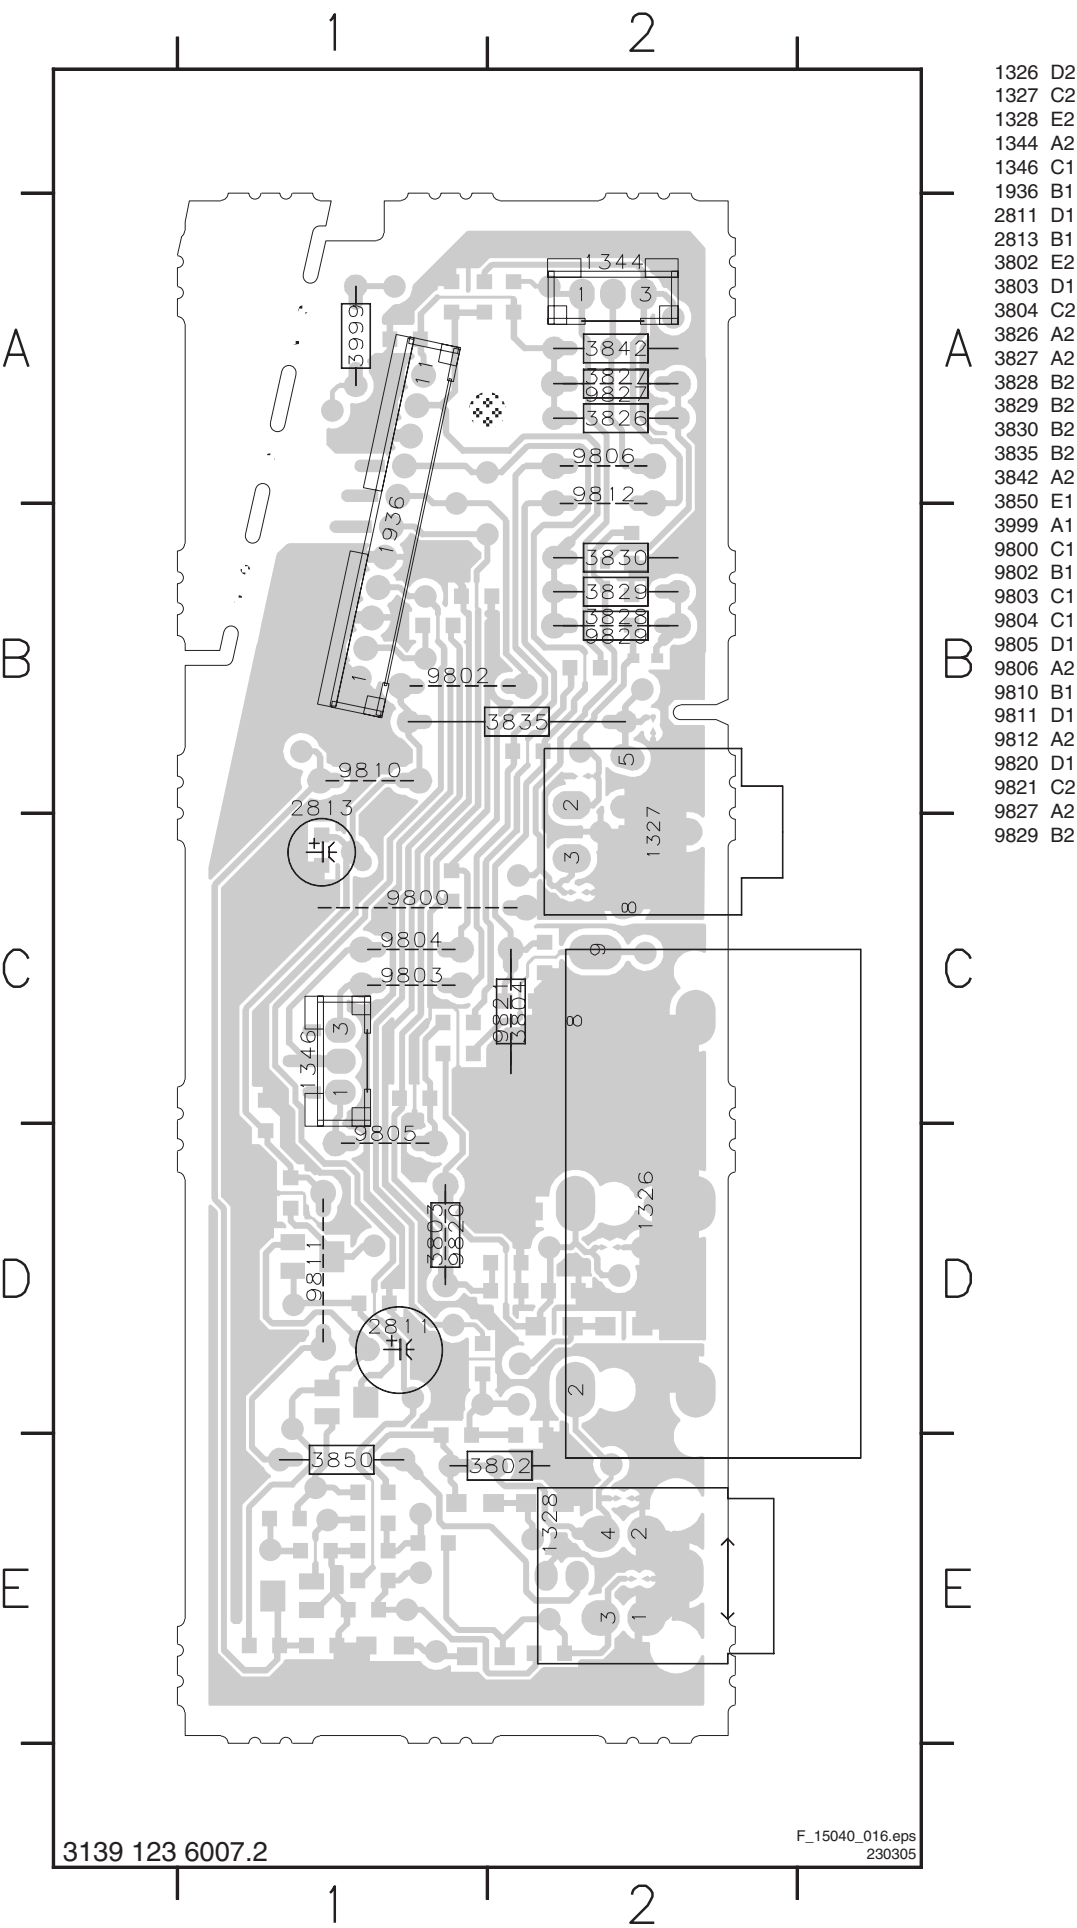 1 2
1326 D2
1327 C2
1328 E2
1344 A2
1346 C1
1936 B1
2811 D1
2813 B1
3802 E2
3803 D1
3804 C2
3826 A2
3827 A2
3828 B2
3829 B2
3830 B2
3835 B2
3842 A2
3850 E1
3999 A1
9800 C1
9802 B1
9803 C1
9804 C1
9805 D1
9806 A2
9810 B1
9811 D1
9812 A2
9820 D1
9821 C2
9827 A2
9829 B2
1344
1 3
3999
A A
3842
11
3827
9827
3826
9806
9812
1936
3830
3829
3828
9829
B B
1
9802
3835
5
9810
2
2813
1327
3
+
9800
8
9804
9
C C
9803
9821
3804
8
3
1346
1
9805
1326
3803
9820
9811
D D
2811
+
2
3850
3802
1328
4 2
E E
3 1
3139 123 6007.2
F_15040_016.eps
230305
1 2